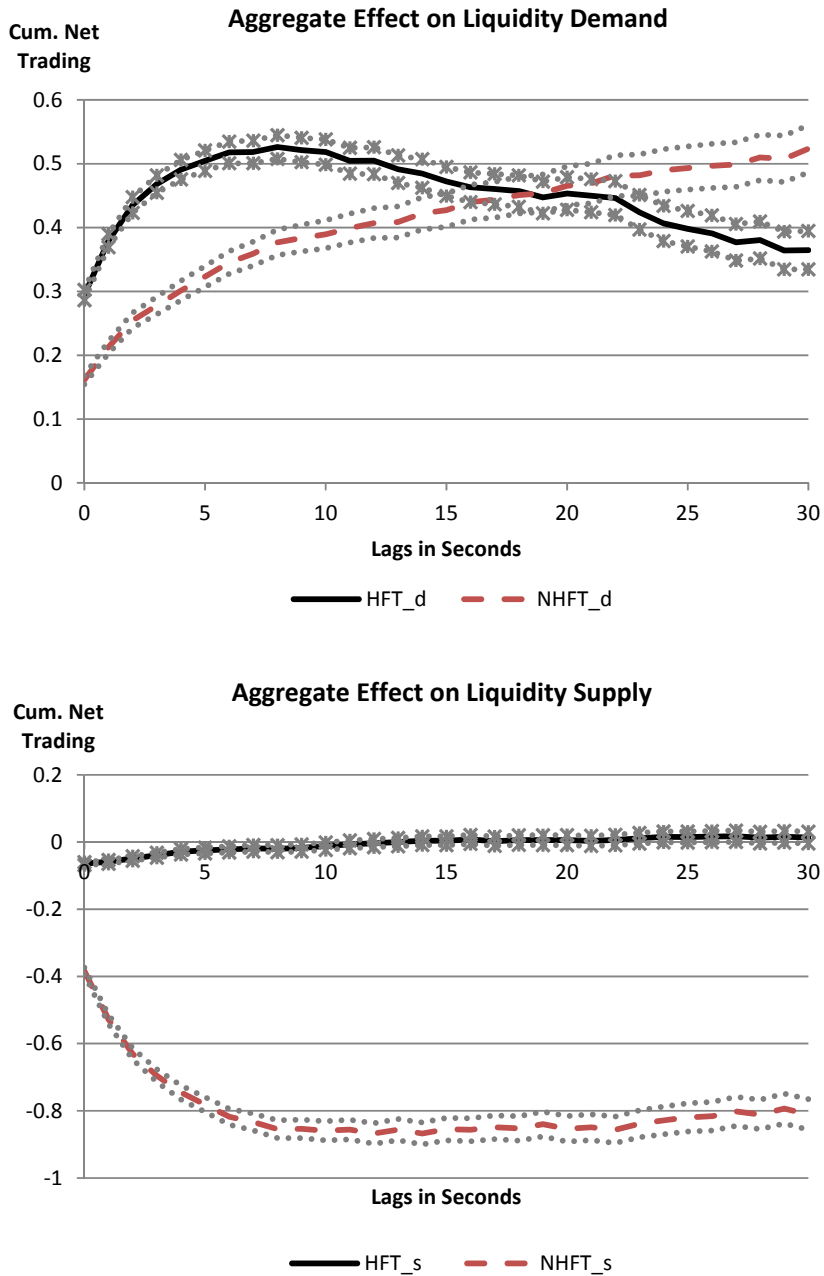 Aggregate Effect on Liquidity Demand
Cum. Net
Trading
0.6
0.5
0.4
0.3
0.2
0.1
0
0 5 10 15 20 25 30
Lags in Seconds
HFT_d NHFT_d
Aggregate Effect on Liquidity Supply
Cum. Net
Trading
0.2
0
0 5 10 15 20 25 30
-0.2
-0.4
-0.6
-0.8
-1
Lags in Seconds
HFT_s NHFT_s